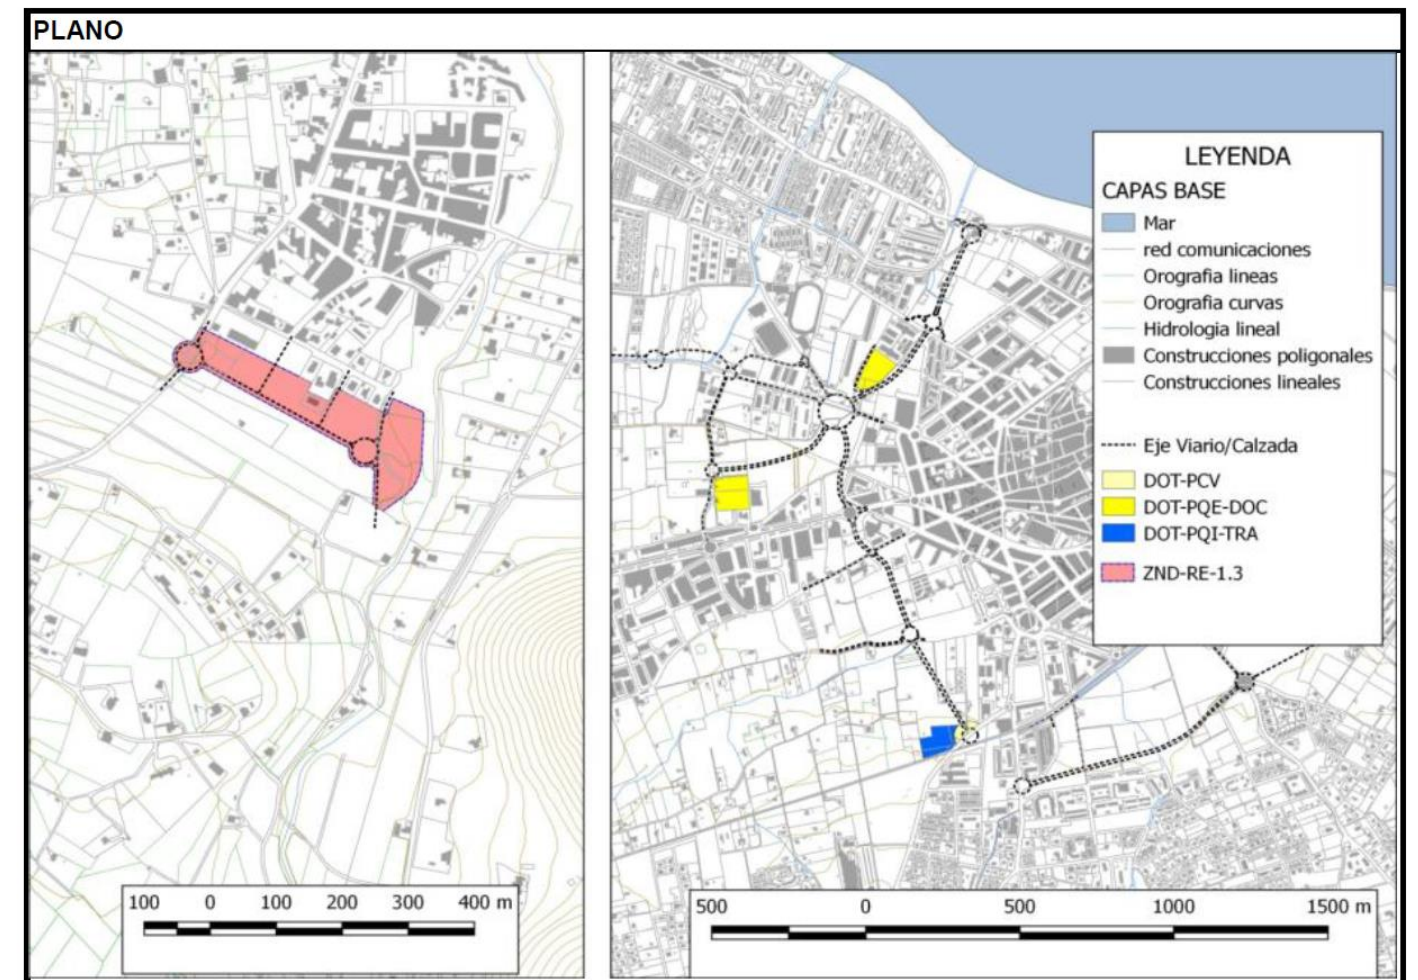 PLANO
LEYENDA
CAPAS BASE
Mar
red comunicaciones
Orografia lineas
Orografia curvas
Hidrologia lineal
Construcciones poligonales
Construcciones lineales
Eje Viario/Calzada
DOT-PCV
DOT-PQE-DOC
DOT-PQI-TRA
ZND-RE-1.3
100 0 100 200 300 400 m
500 0 500 1000 1500 m